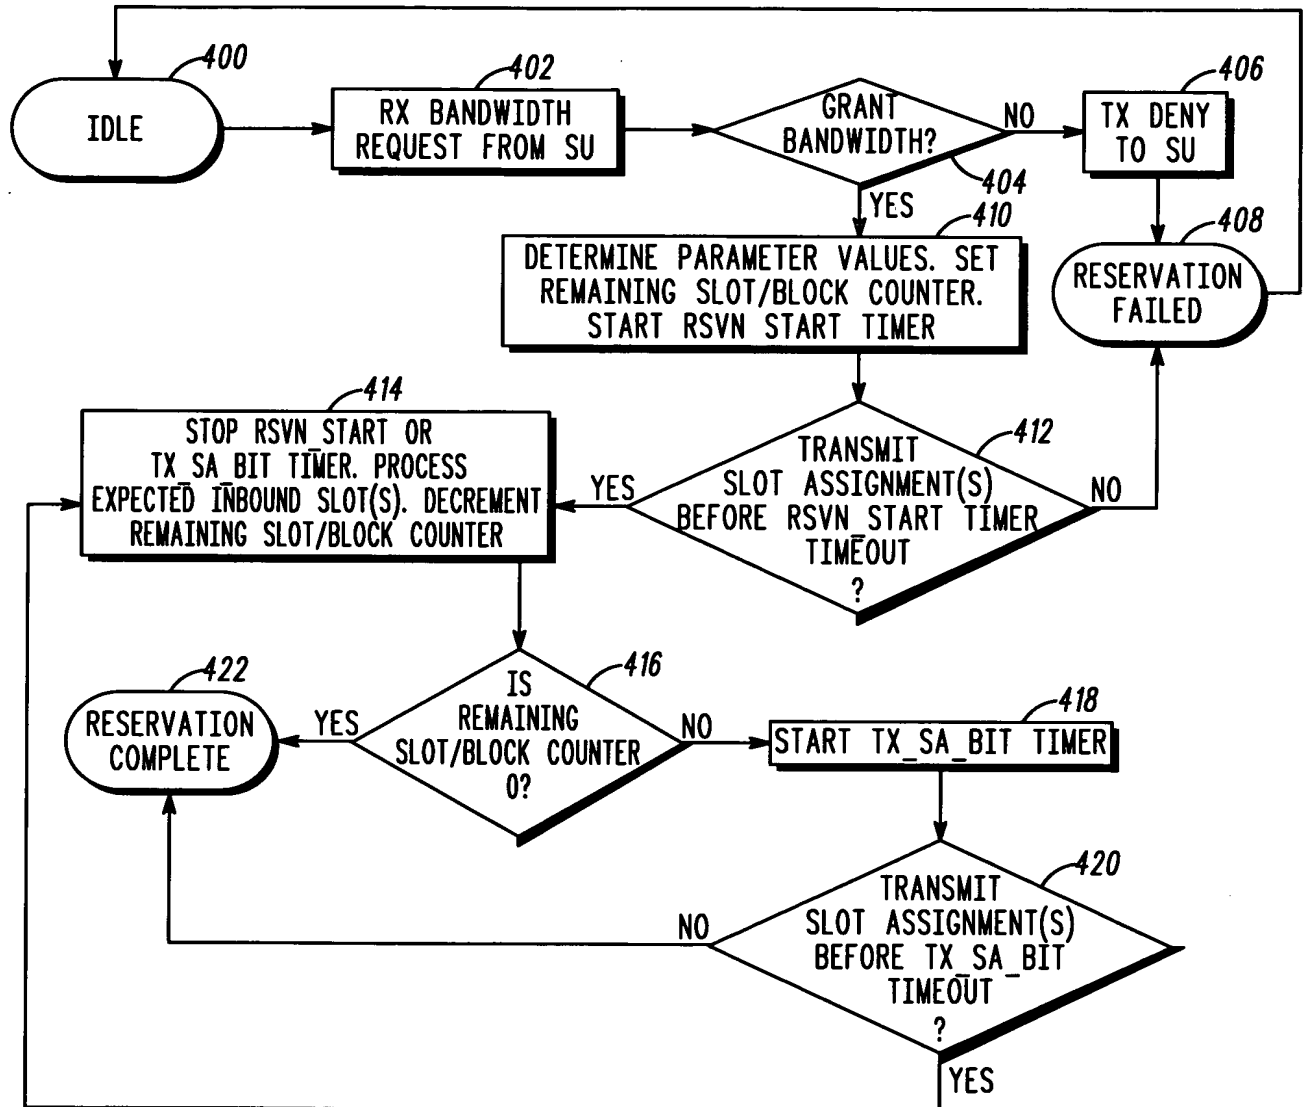 400
IDLE
402
RX BANDWIDTH
REQUEST FROM SU
GRANT
BANDWIDTH?
404
NO
YES
406
TX DENY
TO SU
408
RESERVATION
FAILED
410
DETERMINE PARAMETER VALUES. SET
REMAINING SLOT/BLOCK COUNTER.
START RSVN START TIMER
412
TRANSMIT
SLOT ASSIGNMENT(S)
BEFORE RSVN_START TIMER
TIMEOUT
?
YES
NO
414
STOP RSVN_START OR
TX_SA_BIT TIMER. PROCESS
EXPECTED INBOUND SLOT(S). DECREMENT
REMAINING SLOT/BLOCK COUNTER
416
IS
REMAINING
SLOT/BLOCK COUNTER
0?
YES
NO
422
RESERVATION
COMPLETE
418
START TX_SA_BIT TIMER
420
TRANSMIT
SLOT ASSIGNMENT(S)
BEFORE TX_SA_BIT
TIMEOUT
?
NO
YES